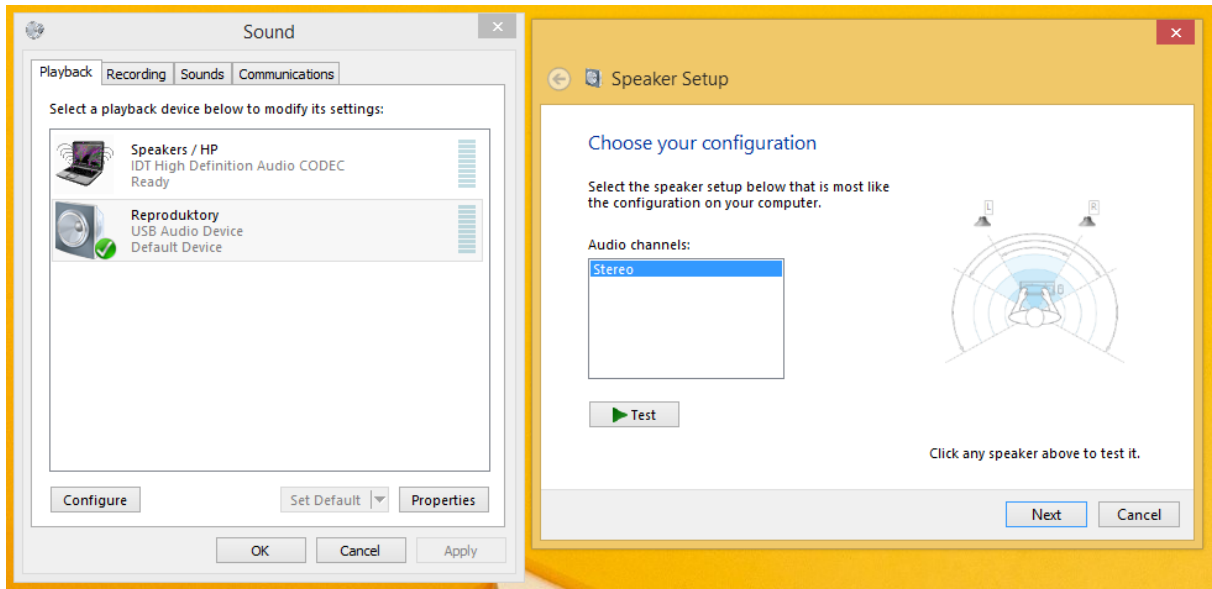 Sound
Playback
Recording
Sounds
Communications
Select a playback device below to modify its settings:
Speakers / HP
IDT High Definition Audio CODEC
Ready
Reproduktory
USB Audio Device
Default Device
Configure
Set Default
Properties
OK
Cancel
Apply
Speaker Setup
Choose your configuration
Select the speaker setup below that is most like
the configuration on your computer.
Audio channels:
Stereo
L
R
Test
Click any speaker above to test it.
Next
Cancel